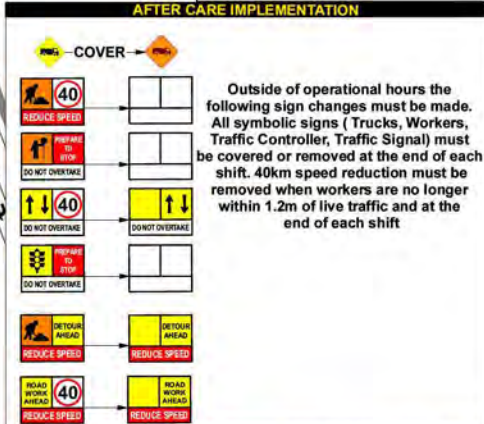 AFTER CARE IMPLEMENTATION
COVER
40
REDUCE SPEED
PREPARE
TO
STOP
DO NOT OVERTAKE
40
DO NOT OVERTAKE
DO NOT OVERTAKE
PREPARE
TO
STOP
DO NOT OVERTAKE
DETOUR
AHEAD
REDUCE SPEED
DETOUR
AHEAD
REDUCE SPEED
ROAD
WORK
AHEAD
40
REDUCE SPEED
ROAD
WORK
AHEAD
REDUCE SPEED
Outside of operational hours the
following sign changes must be made.
All symbolic signs ( Trucks, Workers,
Traffic Controller, Traffic Signal) must
be covered or removed at the end of each
shift. 40km speed reduction must be
removed when workers are no longer
within 1.2m of live traffic and at the
end of each shift